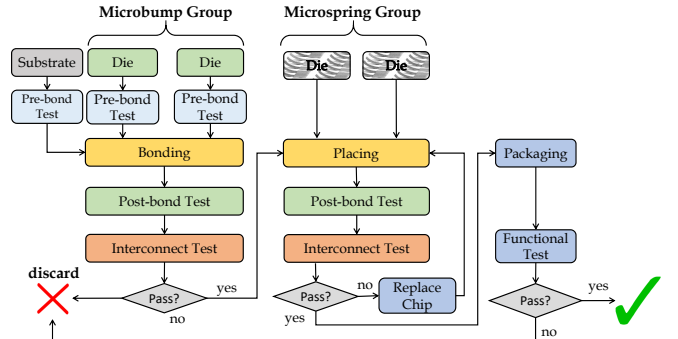 Microbump Group
Microspring Group
Substrate
Die
Die
Die
Die
Pre-bond
Test
Pre-bond
Test
Pre-bond
Test
Bonding
Placing
Packaging
Post-bond Test
Post-bond Test
Interconnect Test
Interconnect Test
Functional
Test
discard
Pass?
yes
no
Pass?
no
yes
Replace
Chip
Pass?
yes
no